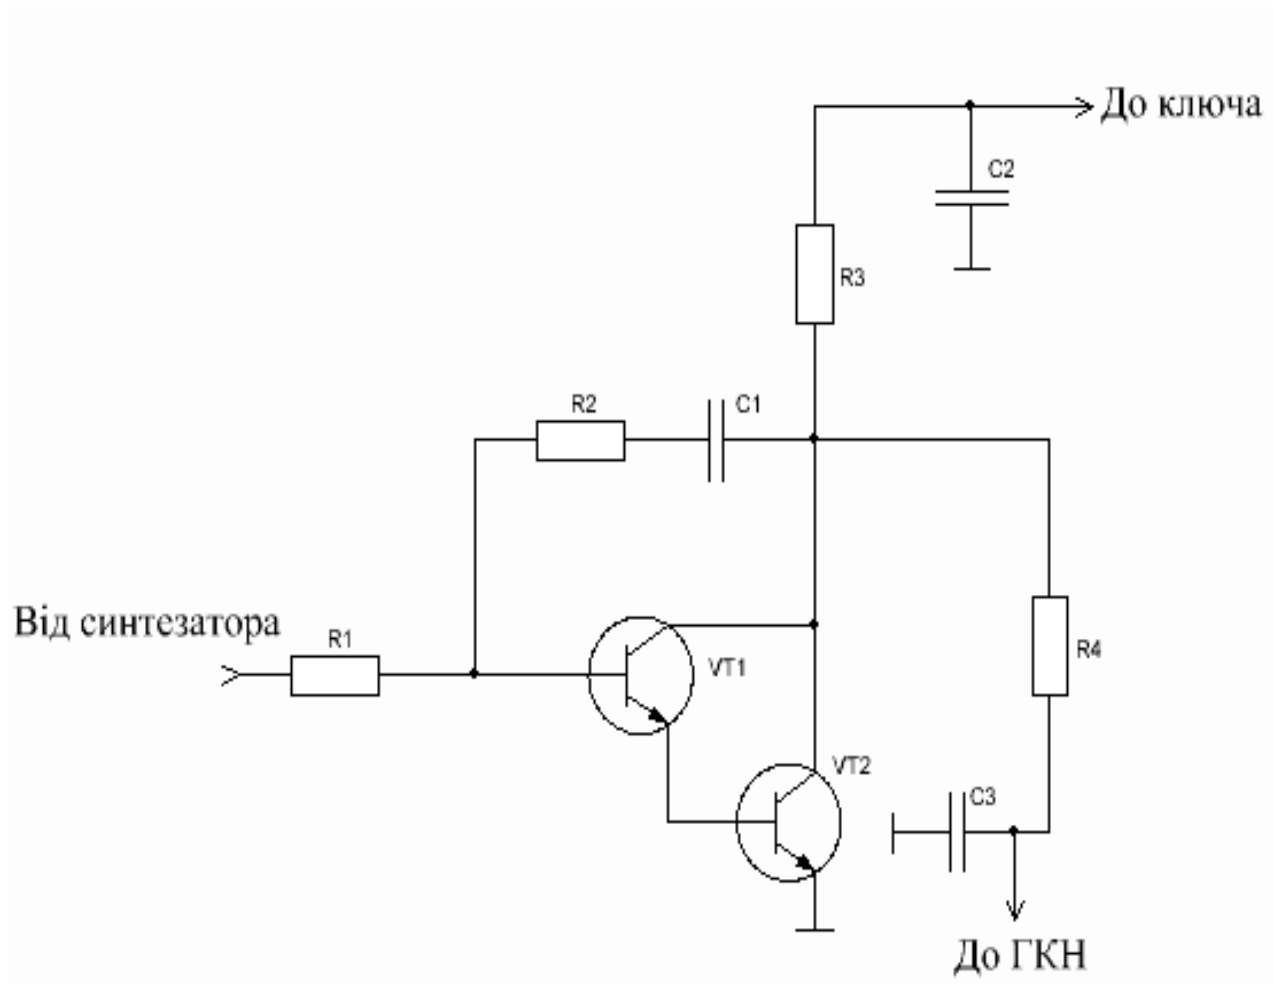 До ключа
C2
R3
R2
C1
Від синтезатора
R1
VT1
R4
VT2
C3
До ГКН